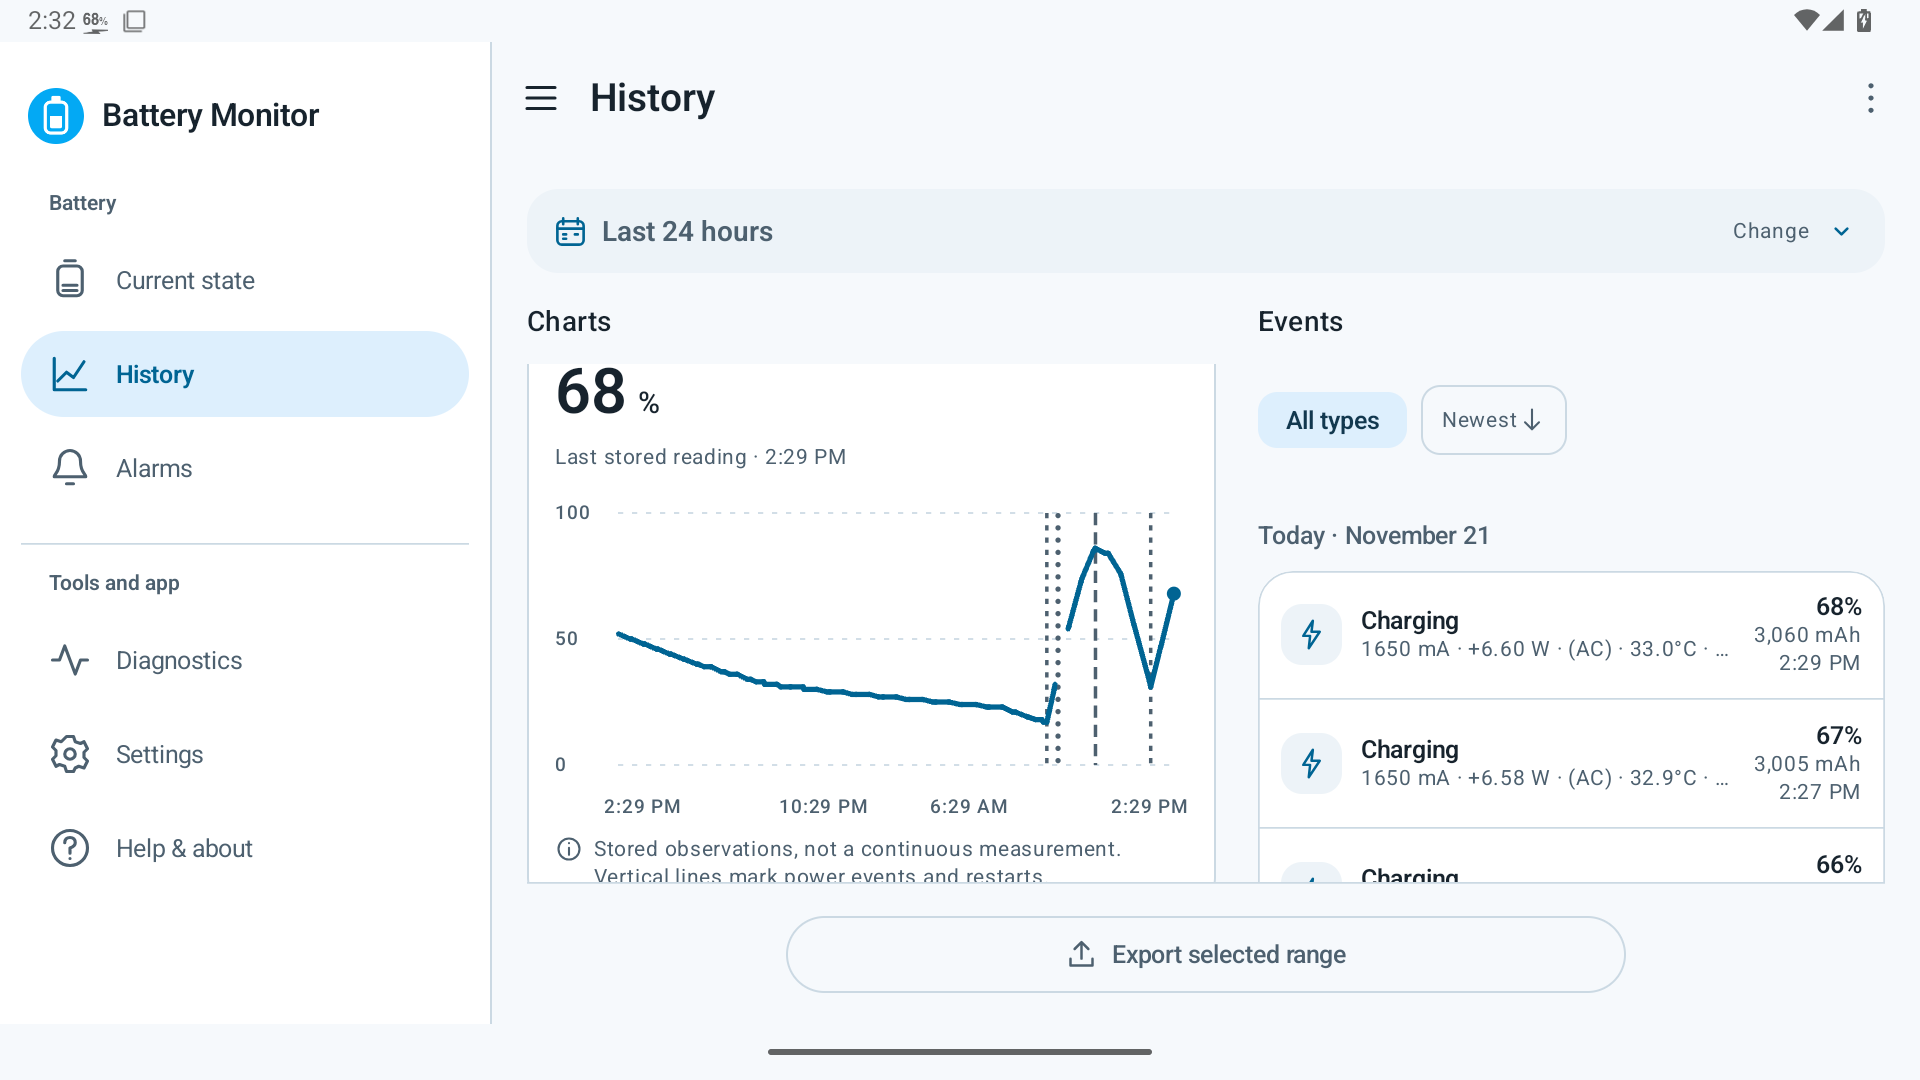 2:32 68%
Battery Monitor
Battery
Current state
History
Alarms
Tools and app
Diagnostics
Settings
Help & about
History
Last 24 hours
Change
Charts
68 %
Last stored reading · 2:29 PM
100
50
0
2:29 PM 10:29 PM 6:29 AM 2:29 PM
Stored observations, not a continuous measurement.
Vertical lines mark power events and restarts.
Events
All types
Newest
Today · November 21
Charging
1650 mA · +6.60 W · (AC) · 33.0°C · …
68%
3,060 mAh
2:29 PM
Charging
1650 mA · +6.58 W · (AC) · 32.9°C · …
67%
3,005 mAh
2:27 PM
Charging
66%
Export selected range